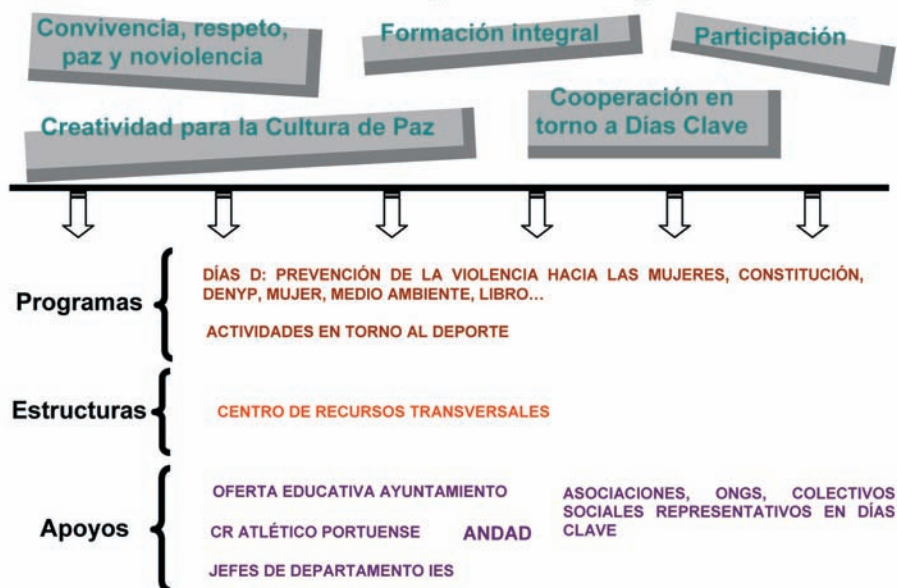 Convivencia, respeto,
paz y noviolencia
Formación integral
Participación
Creatividad para la Cultura de Paz
Cooperación en
torno a Días Clave
Programas
DÍAS D: PREVENCIÓN DE LA VIOLENCIA HACIA LAS MUJERES, CONSTITUCIÓN,
DENYP, MUJER, MEDIO AMBIENTE, LIBRO...
ACTIVIDADES EN TORNO AL DEPORTE
Estructuras
CENTRO DE RECURSOS TRANSVERSALES
Apoyos
OFERTA EDUCATIVA AYUNTAMIENTO
CR ATLÉTICO PORTUENSE
ANDAD
JEFES DE DEPARTAMENTO IES
ASOCIACIONES, ONGS, COLECTIVOS
SOCIALES REPRESENTATIVOS EN DÍAS
CLAVE